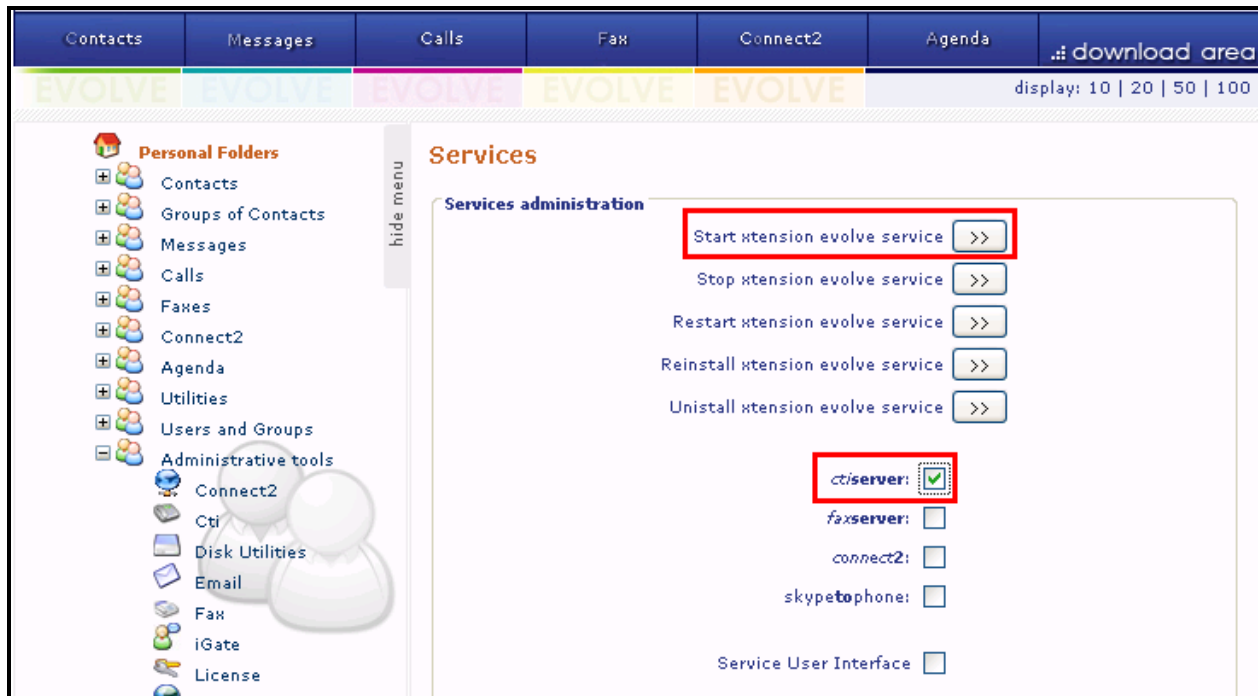 Contacts Messages Calls Fax Connect2 Agenda .:: download area
EVOLVE EVOLVE EVOLVE EVOLVE EVOLVE display: 10 | 20 | 50 | 100
Personal Folders
Contacts
Groups of Contacts
Messages
Calls
Faxes
Connect2
Agenda
Utilities
Users and Groups
Administrative tools
Connect2
Cti
Disk Utilities
Email
Fax
iGate
License
hide menu
Services
Services administration
Start xtension evolve service >>
Stop xtension evolve service >>
Restart xtension evolve service >>
Reinstall xtension evolve service >>
Unistall xtension evolve service >>
ctiserver:
faxserver:
connect2:
skypetophone:
Service User Interface